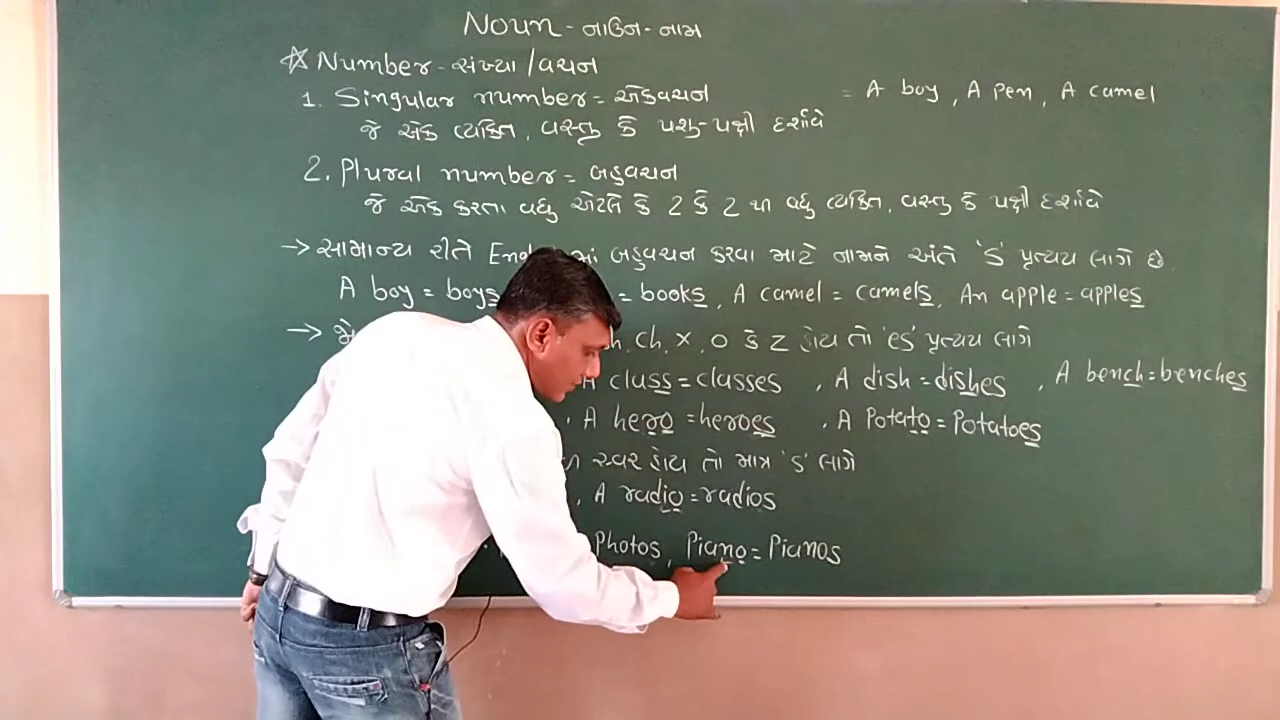 Noun - નાઉન - નામ
☆ Number - સંખ્યા / વચન
1. Singular number = એકવચન = A boy, A pen, A camel
જે એક વ્યકિત, વસ્તુ કે પશુ-પક્ષી દર્શાવે
2. Plural number = બહુવચન
જે એક કરતા વધુ એટલે કે 2 કે 2 થી વધુ વ્યકિત, વસ્તુ કે પક્ષી દર્શાવે
→ સામાન્ય રીતે માં બહુવચન કરવા માટે નામને અંતે 's' પ્રત્યય લાગે છે.
A boy = boys = books, A camel = camels, An apple = apples
→ જો ch, x, o કે z હોય તો 'es' પ્રત્યય લાગે
A class = classes , A dish = dishes , A bench = benches
, A hero = heroes , A Potato = Potatoes
સ્વર હોય તો માત્ર 's' લાગે
, A radio = radios
Photos, Piano = Pianos